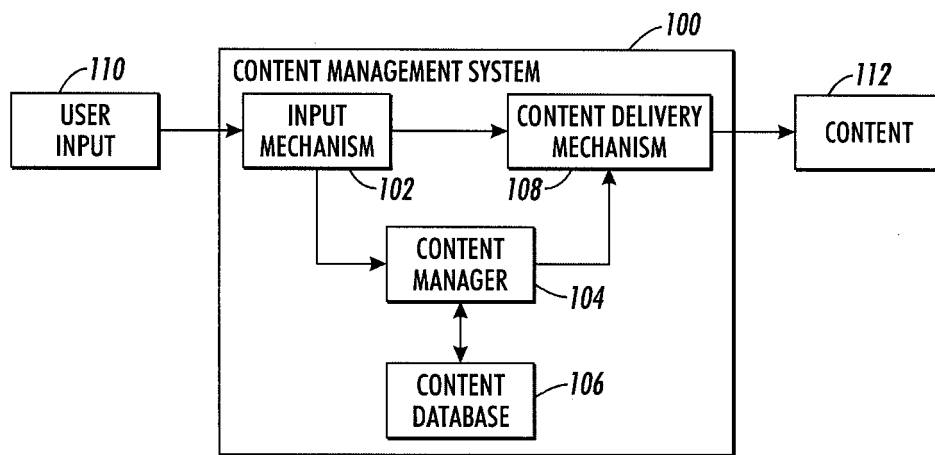 100
110
CONTENT MANAGEMENT SYSTEM
112
USER
INPUT
INPUT
MECHANISM
CONTENT DELIVERY
MECHANISM
CONTENT
102
108
CONTENT
MANAGER
104
CONTENT
DATABASE
106